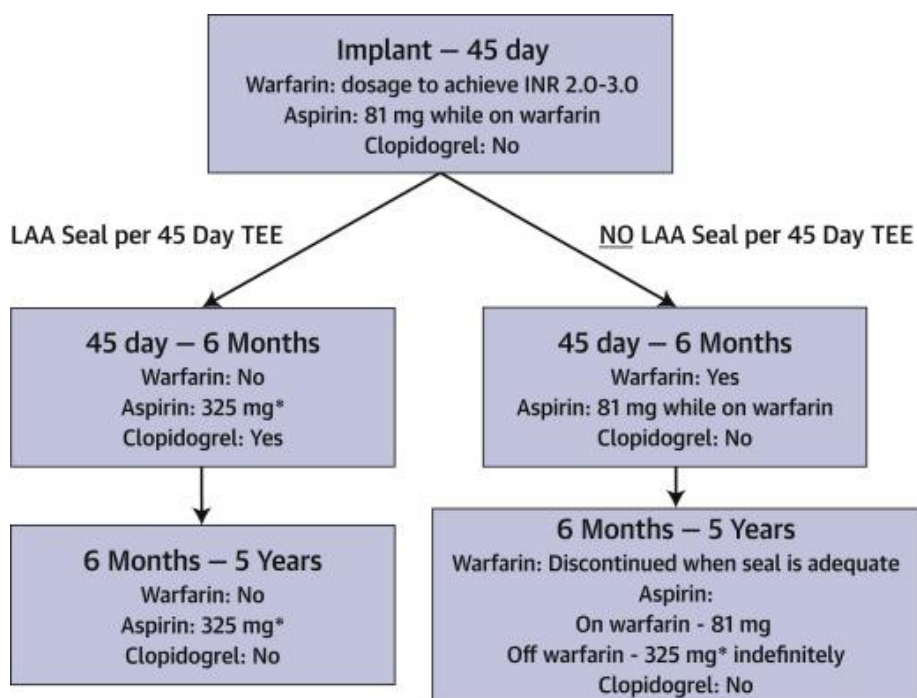 Implant – 45 day
Warfarin: dosage to achieve INR 2.0-3.0
Aspirin: 81 mg while on warfarin
Clopidogrel: No
LAA Seal per 45 Day TEE
NO LAA Seal per 45 Day TEE
45 day – 6 Months
Warfarin: No
Aspirin: 325 mg*
Clopidogrel: Yes
45 day – 6 Months
Warfarin: Yes
Aspirin: 81 mg while on warfarin
Clopidogrel: No
6 Months – 5 Years
Warfarin: No
Aspirin: 325 mg*
Clopidogrel: No
6 Months – 5 Years
Warfarin: Discontinued when seal is adequate
Aspirin:
On warfarin - 81 mg
Off warfarin - 325 mg* indefinitely
Clopidogrel: No